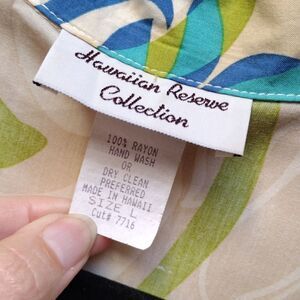 Hawaiian Reserve
Collection
100% RAYON
HAND WASH
OR
DRY CLEAN
PREFERRED
MADE IN HAWAII
SIZE L
Cut# 7716